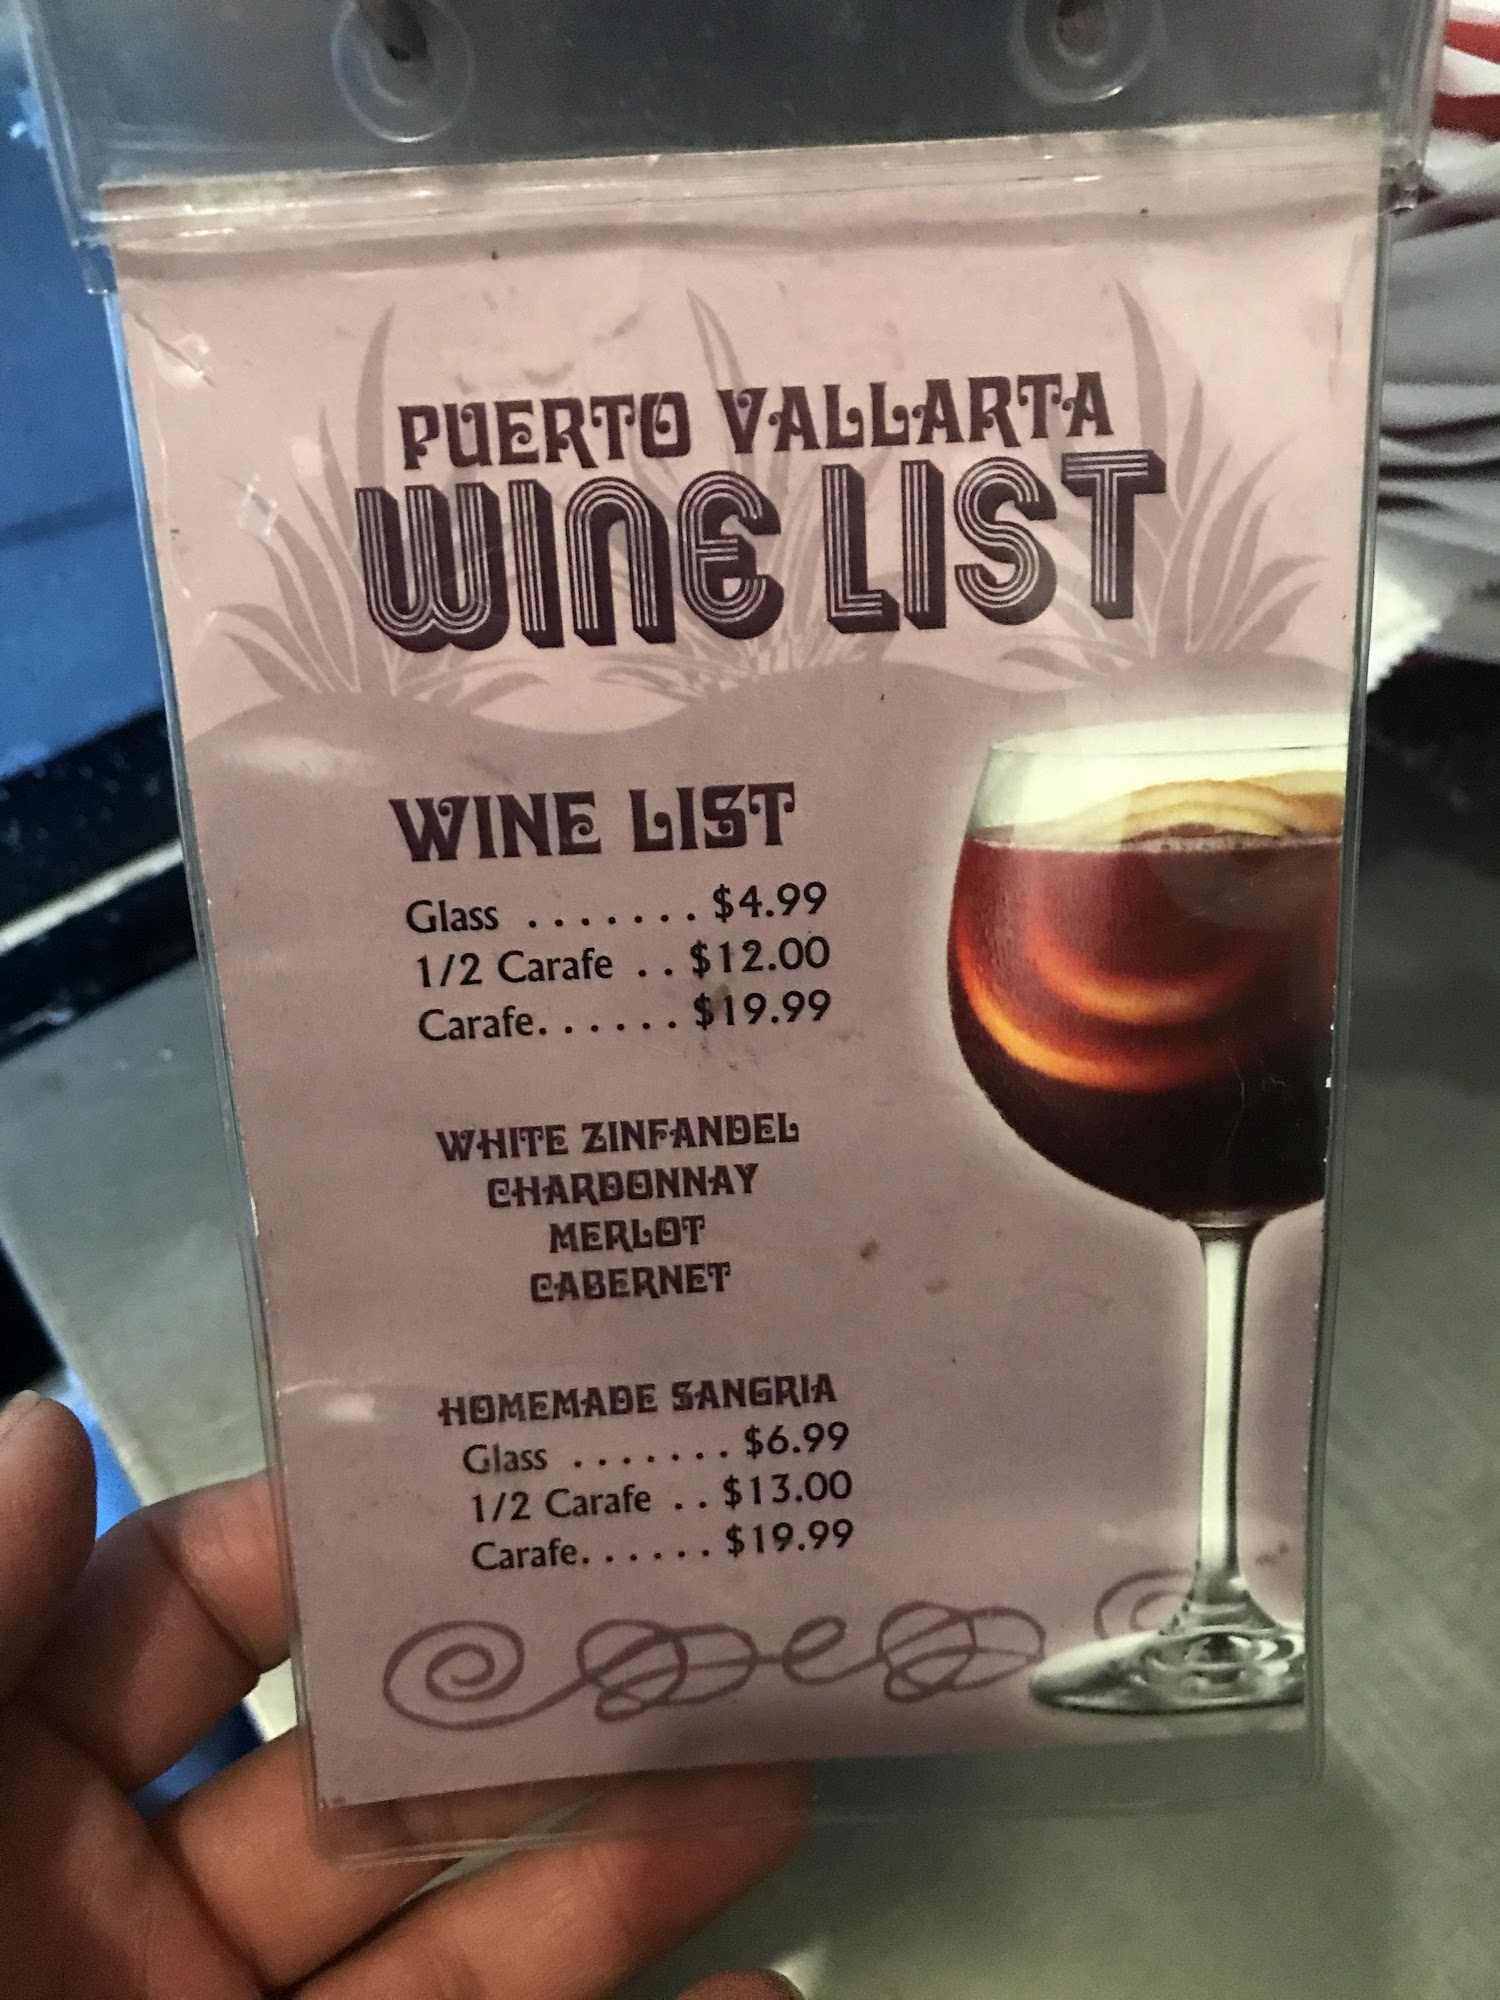 PUERTO VALLARTA
WINE LIST
WINE LIST
Glass ....... $4.99
1/2 Carafe .. $12.00
Carafe...... $19.99
WHITE ZINFANDEL
CHARDONNAY
MERLOT
CABERNET
HOMEMADE SANGRIA
Glass ....... $6.99
1/2 Carafe .. $13.00
Carafe...... $19.99